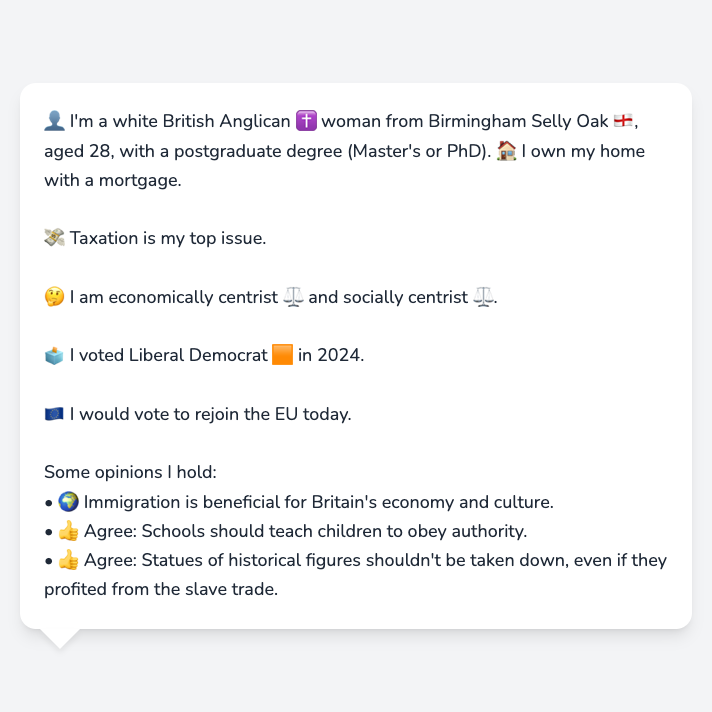 👤 I'm a white British Anglican ✝️ woman from Birmingham Selly Oak 🏴󠁧󠁢󠁥󠁮󠁧󠁿,
aged 28, with a postgraduate degree (Master's or PhD). 🏠 I own my home
with a mortgage.
💸 Taxation is my top issue.
🤔 I am economically centrist ⚖️ and socially centrist ⚖️.
🗳️ I voted Liberal Democrat 🟧 in 2024.
🇪🇺 I would vote to rejoin the EU today.
Some opinions I hold:
• 🌍 Immigration is beneficial for Britain's economy and culture.
• 👍 Agree: Schools should teach children to obey authority.
• 👍 Agree: Statues of historical figures shouldn't be taken down, even if they
profited from the slave trade.